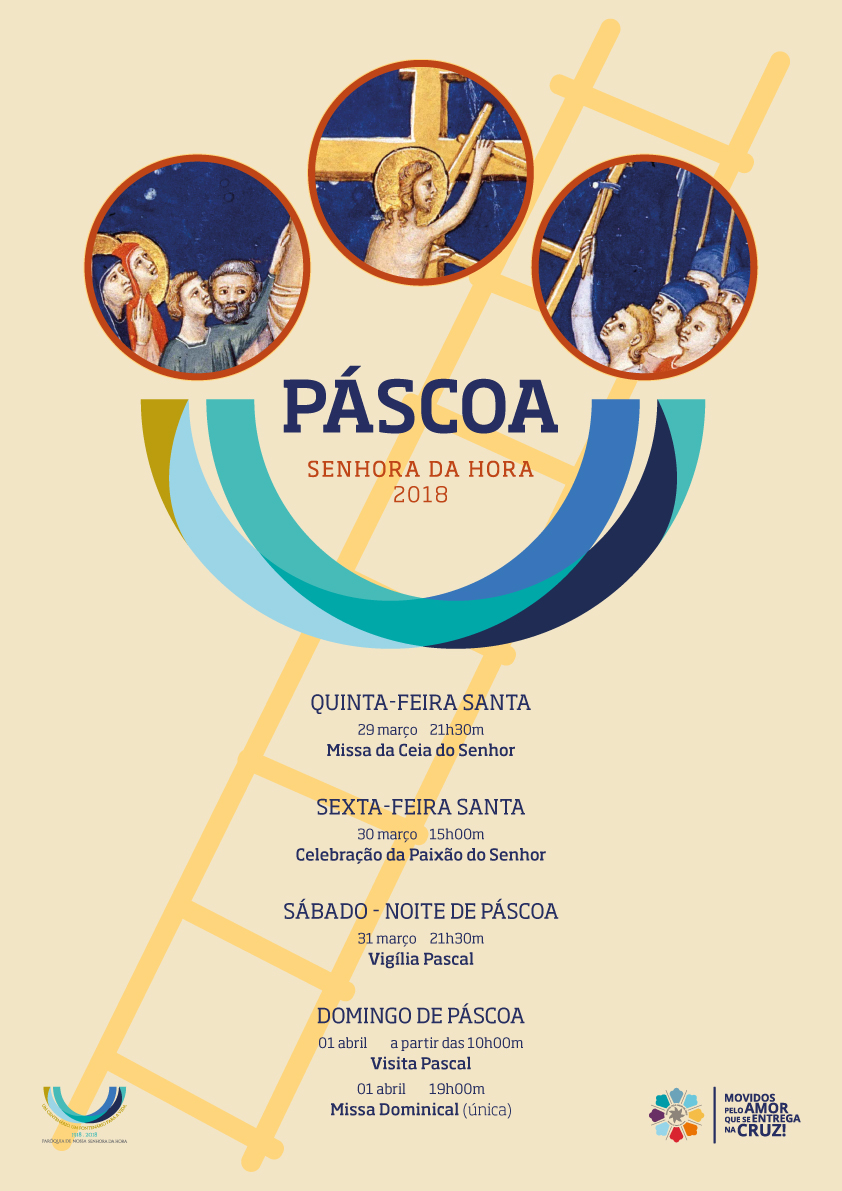 PÁSCOA
SENHORA DA HORA
2018
QUINTA-FEIRA SANTA
29 março 21h30m
Missa da Ceia do Senhor
SEXTA-FEIRA SANTA
30 março 15h00m
Celebração da Paixão do Senhor
SÁBADO - NOITE DE PÁSCOA
31 março 21h30m
Vigília Pascal
DOMINGO DE PÁSCOA
01 abril a partir das 10h00m
Visita Pascal
01 abril 19h00m
Missa Dominical (única)
1918 . 2018
PARÓQUIA DE NOSSA SENHORA DA HORA
MOVIDOS
PELO AMOR
QUE SE ENTREGA
NA CRUZ!